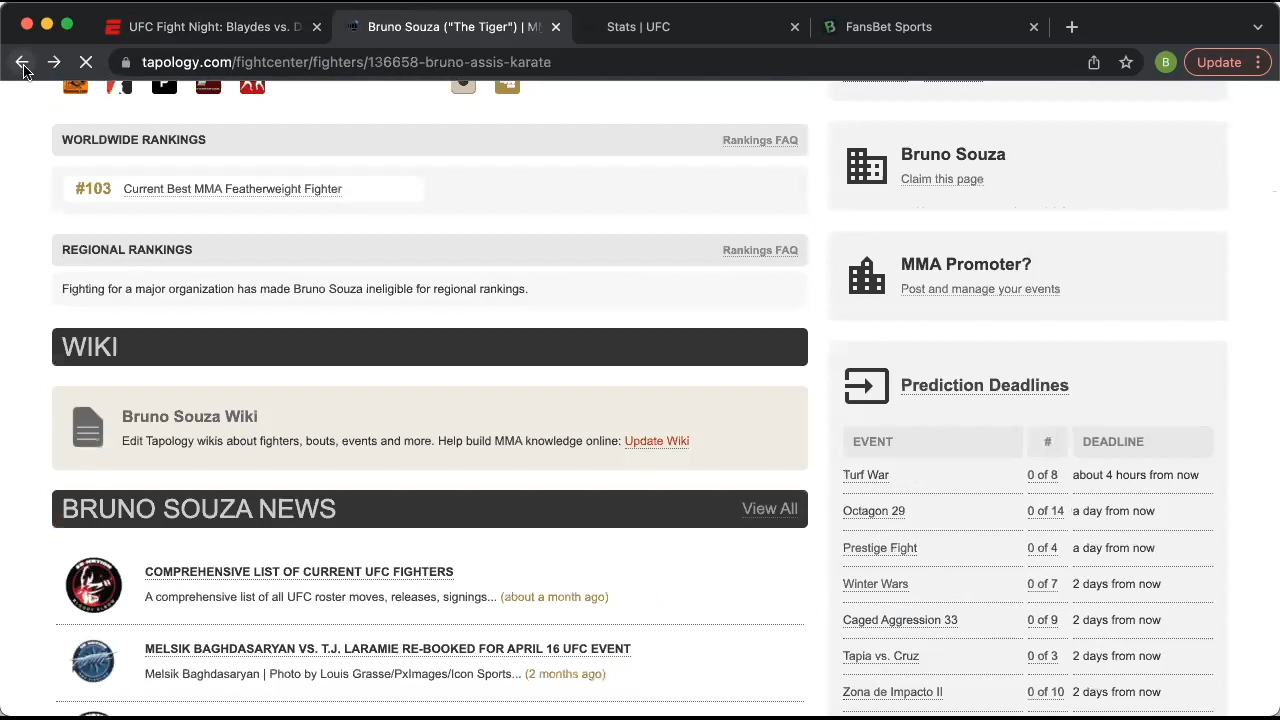 UFC Fight Night: Blaydes vs. D
Bruno Souza ("The Tiger") | M
Stats | UFC
FansBet Sports
tapology.com/fightcenter/fighters/136658-bruno-assis-karate
B
Update
WORLDWIDE RANKINGS
Rankings FAQ
#103 Current Best MMA Featherweight Fighter
REGIONAL RANKINGS
Rankings FAQ
Fighting for a major organization has made Bruno Souza ineligible for regional rankings.
WIKI
Bruno Souza Wiki
Edit Tapology wikis about fighters, bouts, events and more. Help build MMA knowledge online: Update Wiki
BRUNO SOUZA NEWS
View All
COMPREHENSIVE LIST OF CURRENT UFC FIGHTERS
A comprehensive list of all UFC roster moves, releases, signings... (about a month ago)
MELSIK BAGHDASARYAN VS. T.J. LARAMIE RE-BOOKED FOR APRIL 16 UFC EVENT
Melsik Baghdasaryan | Photo by Louis Grasse/PxImages/Icon Sports... (2 months ago)
Bruno Souza
Claim this page
MMA Promoter?
Post and manage your events
Prediction Deadlines
EVENT # DEADLINE
Turf War 0 of 8 about 4 hours from now
Octagon 29 0 of 14 a day from now
Prestige Fight 0 of 4 a day from now
Winter Wars 0 of 7 2 days from now
Caged Aggression 33 0 of 9 2 days from now
Tapia vs. Cruz 0 of 3 2 days from now
Zona de Impacto II 0 of 10 2 days from now